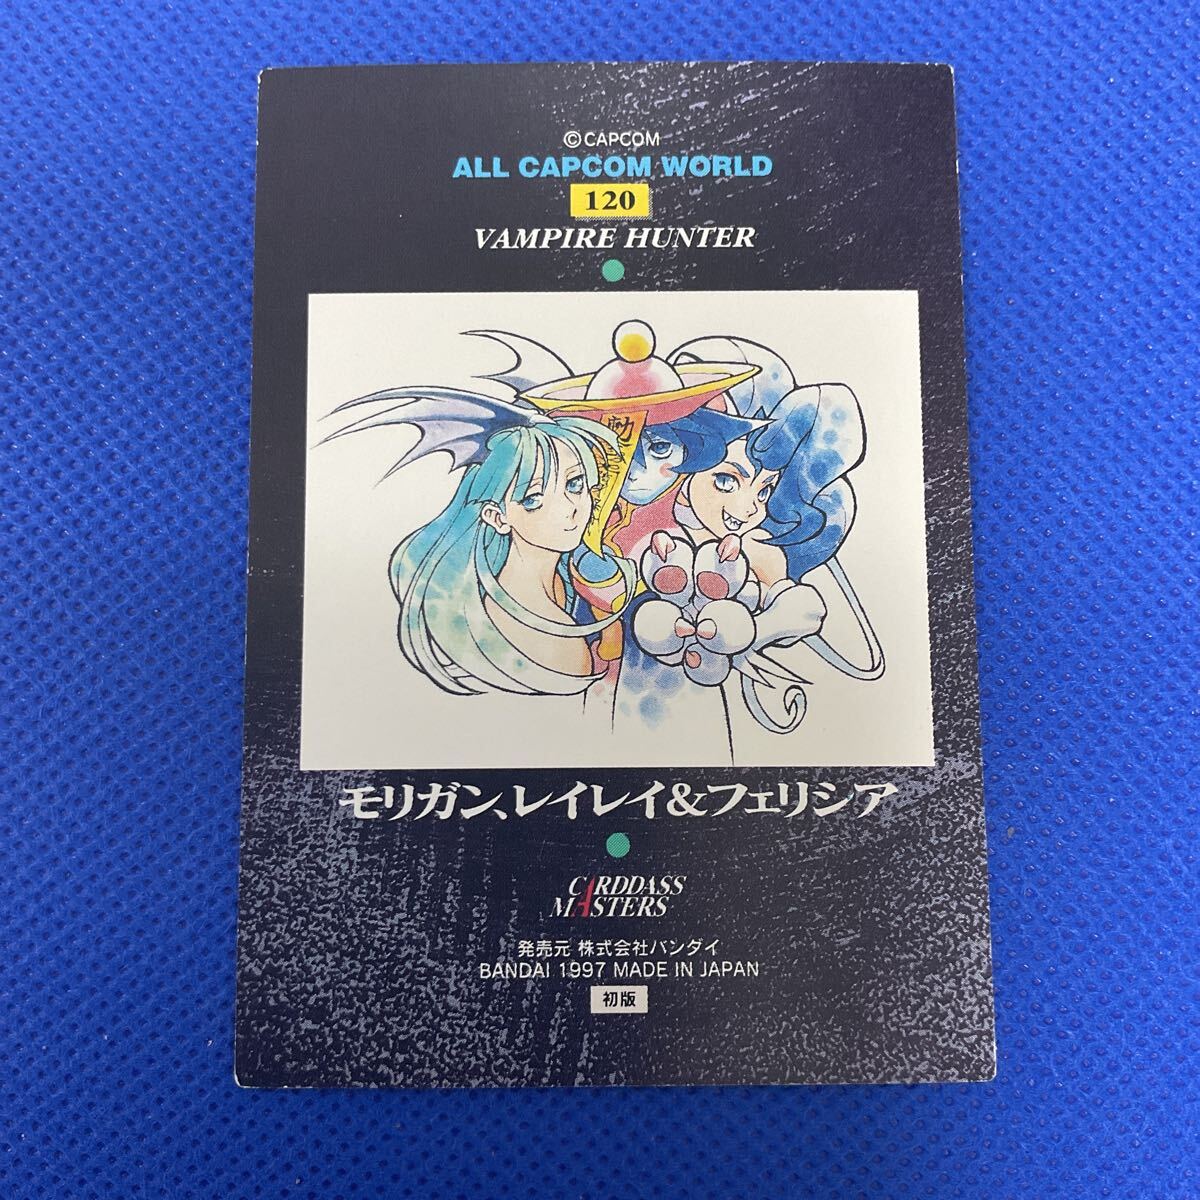 ©CAPCOM
ALL CAPCOM WORLD
120
VAMPIRE HUNTER
動
モリガン、レイレイ&フェリシア
CARDDASS
MASTERS
発売元 株式会社バンダイ
BANDAI 1997 MADE IN JAPAN
初版